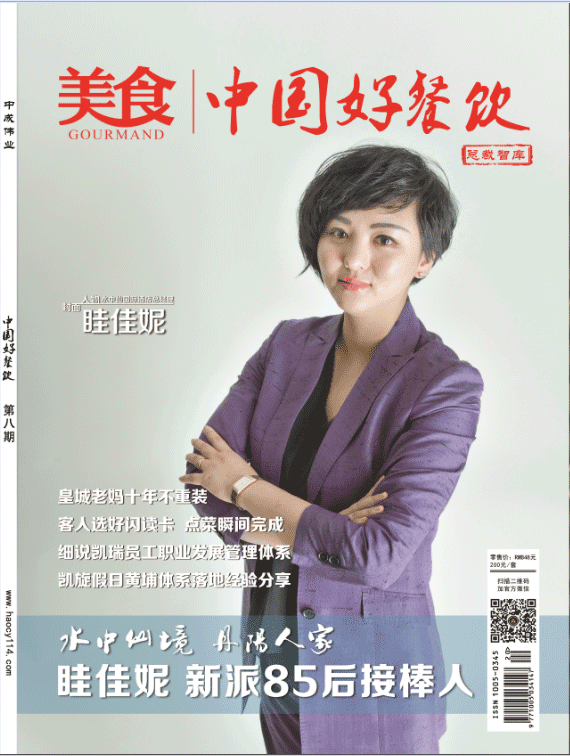 美食
GOURMAND
中国好餐饮
总裁智库
封面
人物
眭佳妮
皇城老妈十年不重装
客人选好闪读卡 点菜瞬间完成
细说凯瑞员工职业发展管理体系
凯旋假日黄埔体系落地经验分享
水中仙境 丹陽人家
眭佳妮 新派85后接棒人
零售价：RMB48元
200元/套
扫描二维码
加官方微信
ISSN 1005-0345
9771005034147
中成伟业
中国好餐饮
第八期
www.haocy114.com